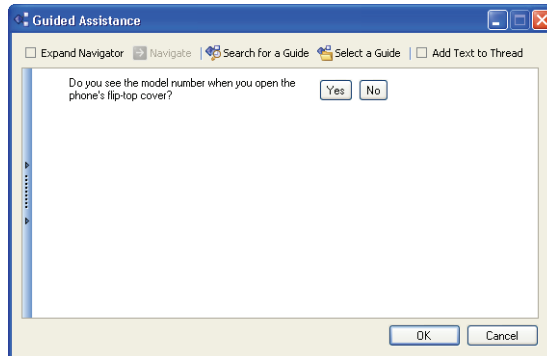 Guided Assistance
Expand Navigator Navigate Search for a Guide Select a Guide Add Text to Thread
Do you see the model number when you open the Yes No
phone's flip-top cover?
OK Cancel